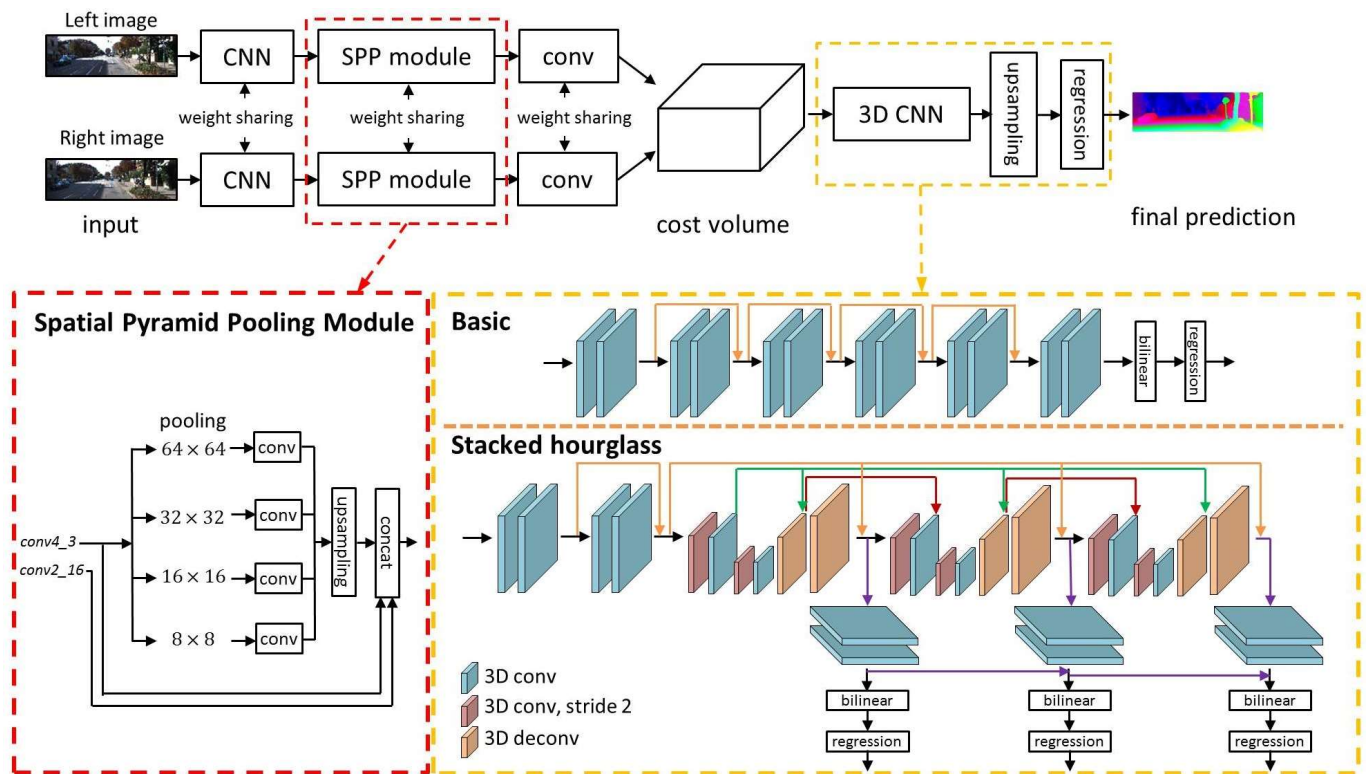 Left image
CNN
SPP module
conv
weight sharing
weight sharing
weight sharing
Right image
CNN
SPP module
conv
3D CNN
upsampling
regression
input
cost volume
final prediction
Spatial Pyramid Pooling Module
pooling
64 × 64
conv
32 × 32
conv
16 × 16
conv
8 × 8
conv
upsampling
concat
conv4_3
conv2_16
Basic
bilinear
regression
Stacked hourglass
3D conv
3D conv, stride 2
3D deconv
bilinear
bilinear
bilinear
regression
regression
regression